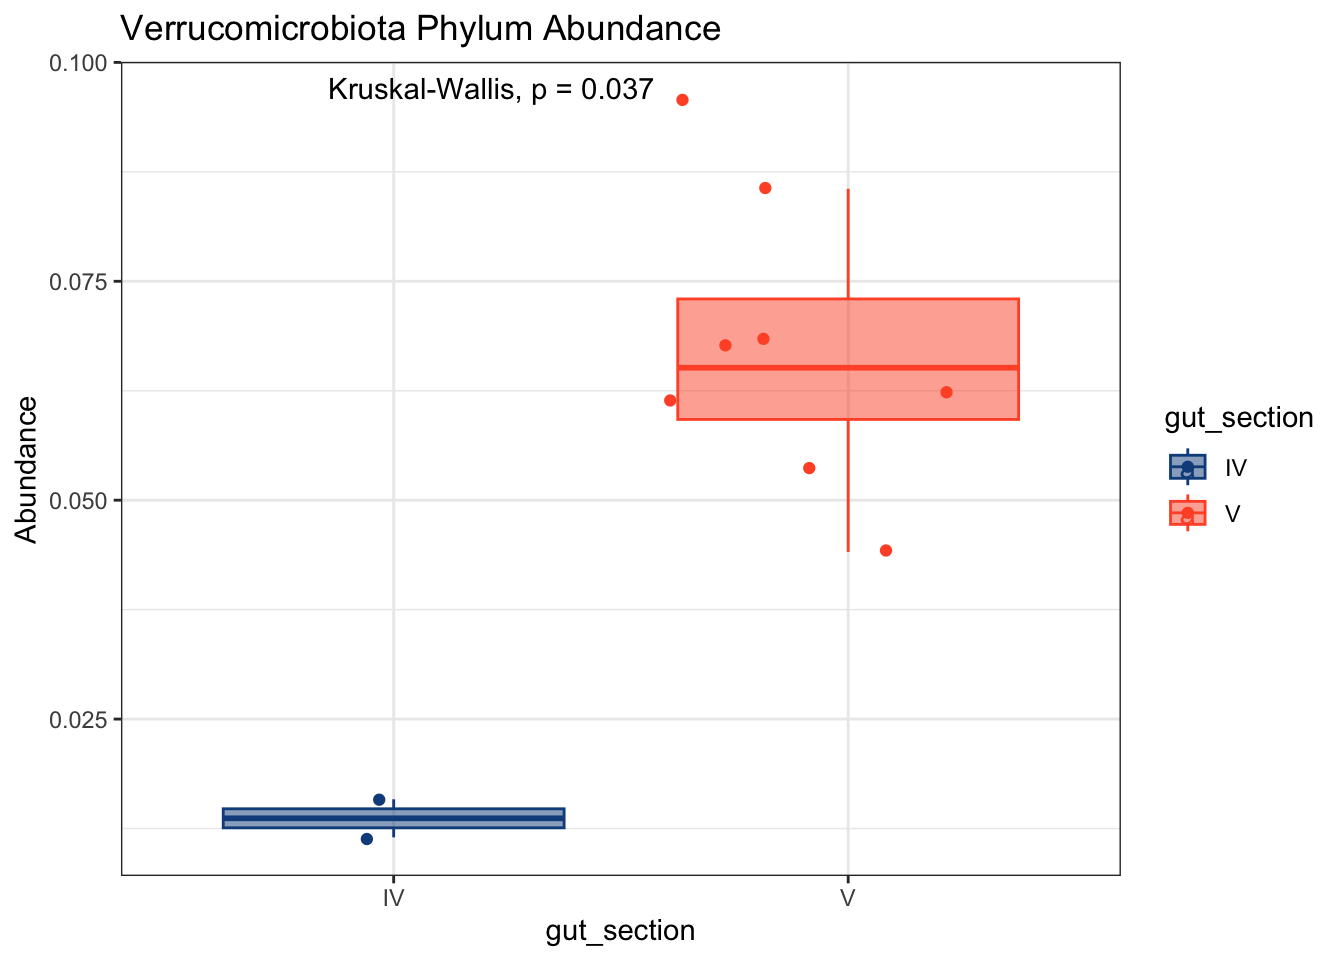 Verrucomicrobiota Phylum Abundance
Kruskal-Wallis, p = 0.037
0.100
0.075
0.050
0.025
Abundance
IV
V
gut_section
gut_section
IV
V